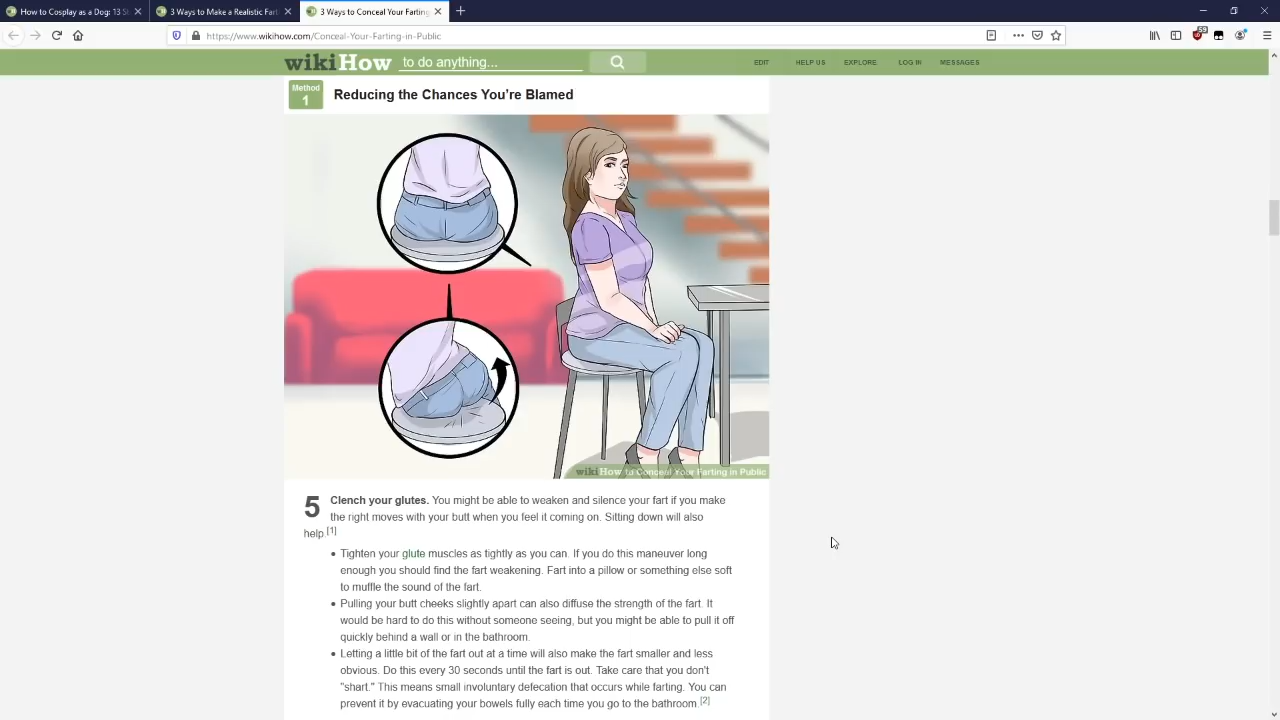 How to Cosplay as a Dog: 13 St
3 Ways to Make a Realistic Fart
3 Ways to Conceal Your Farting
https://www.wikihow.com/Conceal-Your-Farting-in-Public
59
wikiHow to do anything... EDIT HELP US EXPLORE LOG IN MESSAGES
Method
1
Reducing the Chances You're Blamed
wikiHow to Conceal Your Farting in Public
5 Clench your glutes. You might be able to weaken and silence your fart if you make
the right moves with your butt when you feel it coming on. Sitting down will also
help.[1]
Tighten your glute muscles as tightly as you can. If you do this maneuver long
enough you should find the fart weakening. Fart into a pillow or something else soft
to muffle the sound of the fart.
Pulling your butt cheeks slightly apart can also diffuse the strength of the fart. It
would be hard to do this without someone seeing, but you might be able to pull it off
quickly behind a wall or in the bathroom.
Letting a little bit of the fart out at a time will also make the fart smaller and less
obvious. Do this every 30 seconds until the fart is out. Take care that you don't
"shart." This means small involuntary defecation that occurs while farting. You can
prevent it by evacuating your bowels fully each time you go to the bathroom.[2]